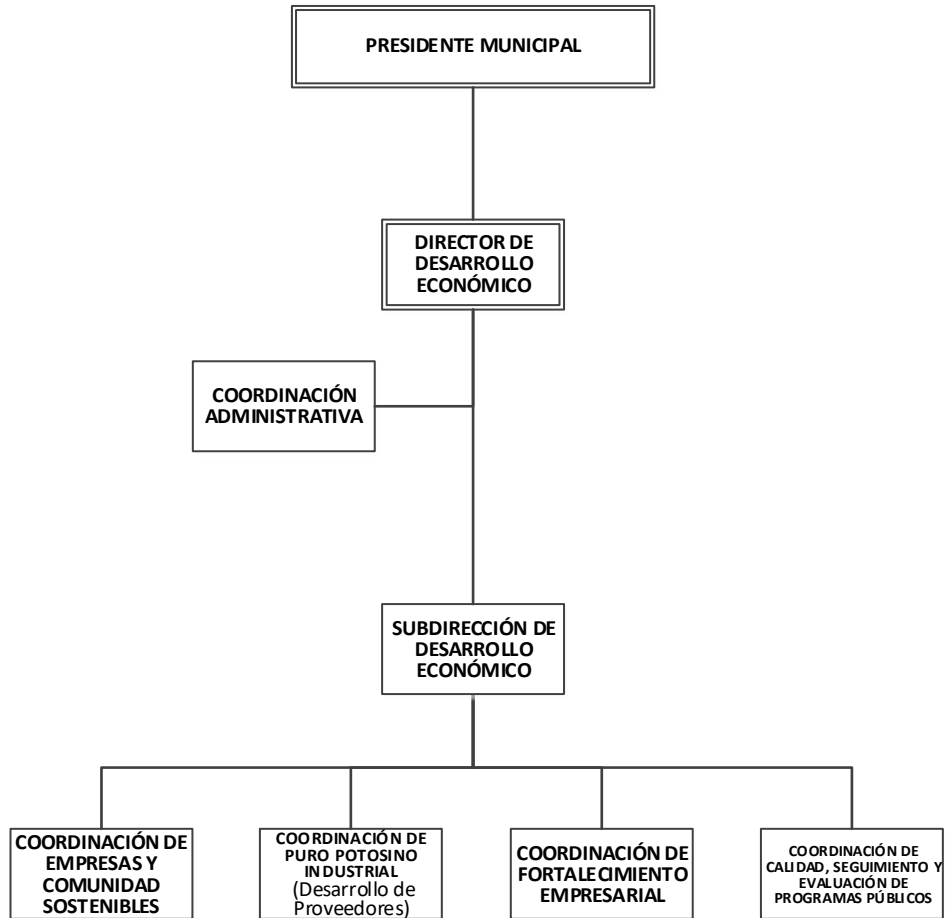 PRESIDENTE MUNICIPAL
DIRECTOR DE
DESARROLLO
ECONÓMICO
COORDINACIÓN
ADMINISTRATIVA
SUBDIRECCIÓN DE
DESARROLLO
ECONÓMICO
COORDINACIÓN DE
EMPRESAS Y
COMUNIDAD
SOSTENIBLES
COORDINACIÓN DE
PURO POTOSINO
INDUSTRIAL
(Desarrollo de
Proveedores)
COORDINACIÓN DE
FORTALECIMIENTO
EMPRESARIAL
COORDINACIÓN DE
CALIDAD, SEGUIMIENTO Y
EVALUACIÓN DE
PROGRAMAS PÚBLICOS